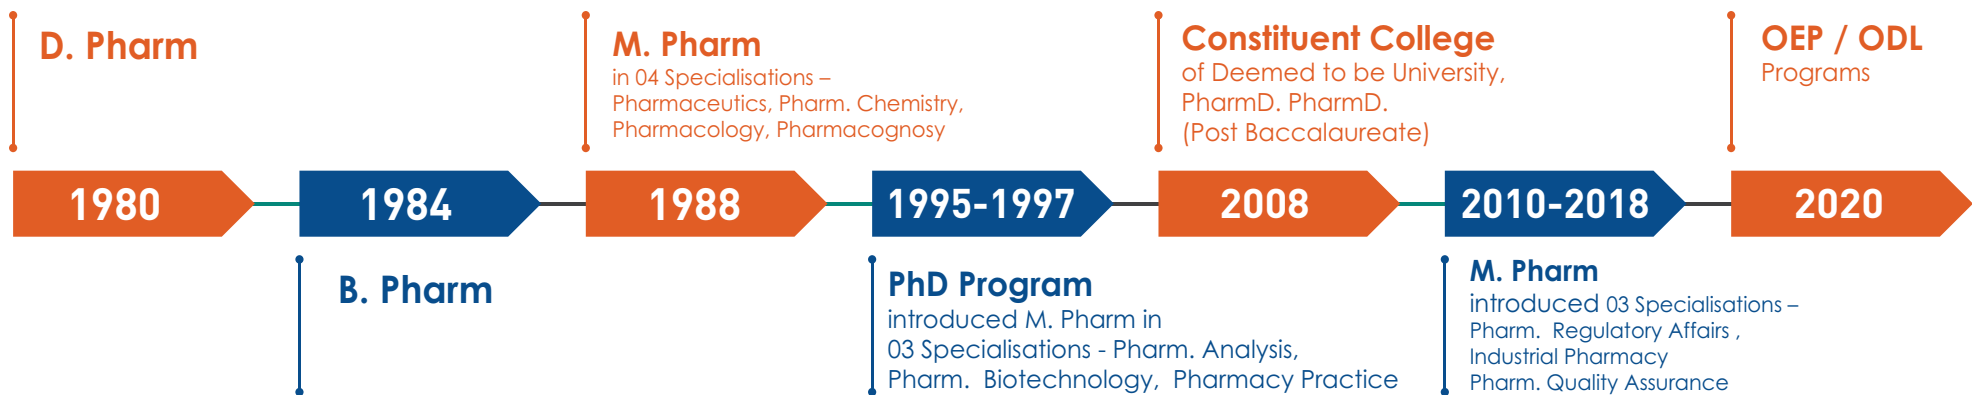 D. Pharm
M. Pharm
in 04 Specialisations –
Pharmaceutics, Pharm. Chemistry,
Pharmacology, Pharmacognosy
Constituent College
of Deemed to be University,
PharmD. PharmD.
(Post Baccalaureate)
OEP / ODL
Programs
1980
1984
1988
1995-1997
2008
2010-2018
2020
B. Pharm
PhD Program
introduced M. Pharm in
03 Specialisations - Pharm. Analysis,
Pharm. Biotechnology, Pharmacy Practice
M. Pharm
introduced 03 Specialisations –
Pharm. Regulatory Affairs ,
Industrial Pharmacy
Pharm. Quality Assurance